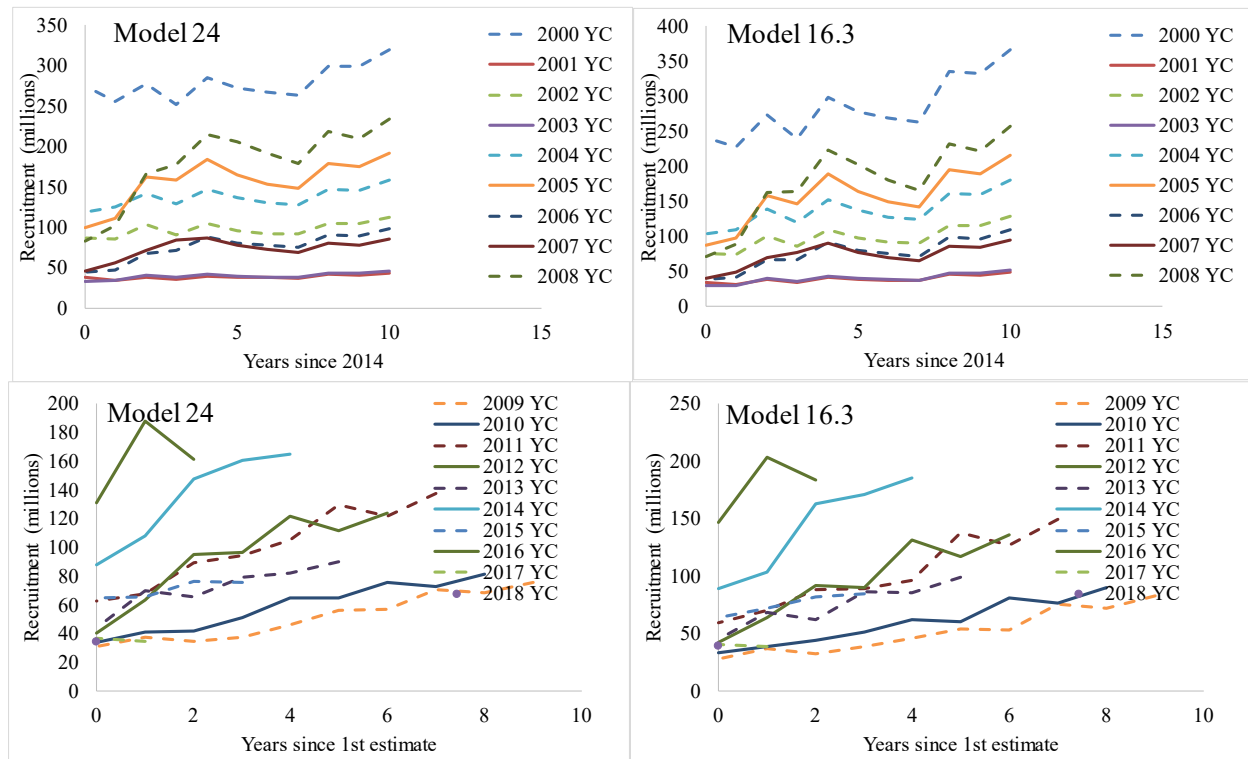 Model 24
Recruitment (millions)
350
300
250
200
150
100
50
0
0 5 10 15
Years since 2014
2000 YC
2001 YC
2002 YC
2003 YC
2004 YC
2005 YC
2006 YC
2007 YC
2008 YC
Model 16.3
Recruitment (millions)
400
350
300
250
200
150
100
50
0
0 5 10 15
Years since 2014
2000 YC
2001 YC
2002 YC
2003 YC
2004 YC
2005 YC
2006 YC
2007 YC
2008 YC
Model 24
Recruitment (millions)
200
180
160
140
120
100
80
60
40
20
0
0 2 4 6 8 10
Years since 1st estimate
2009 YC
2010 YC
2011 YC
2012 YC
2013 YC
2014 YC
2015 YC
2016 YC
2017 YC
2018 YC
Model 16.3
Recruitment (millions)
250
200
150
100
50
0
0 2 4 6 8 10
Years since 1st estimate
2009 YC
2010 YC
2011 YC
2012 YC
2013 YC
2014 YC
2015 YC
2016 YC
2017 YC
2018 YC